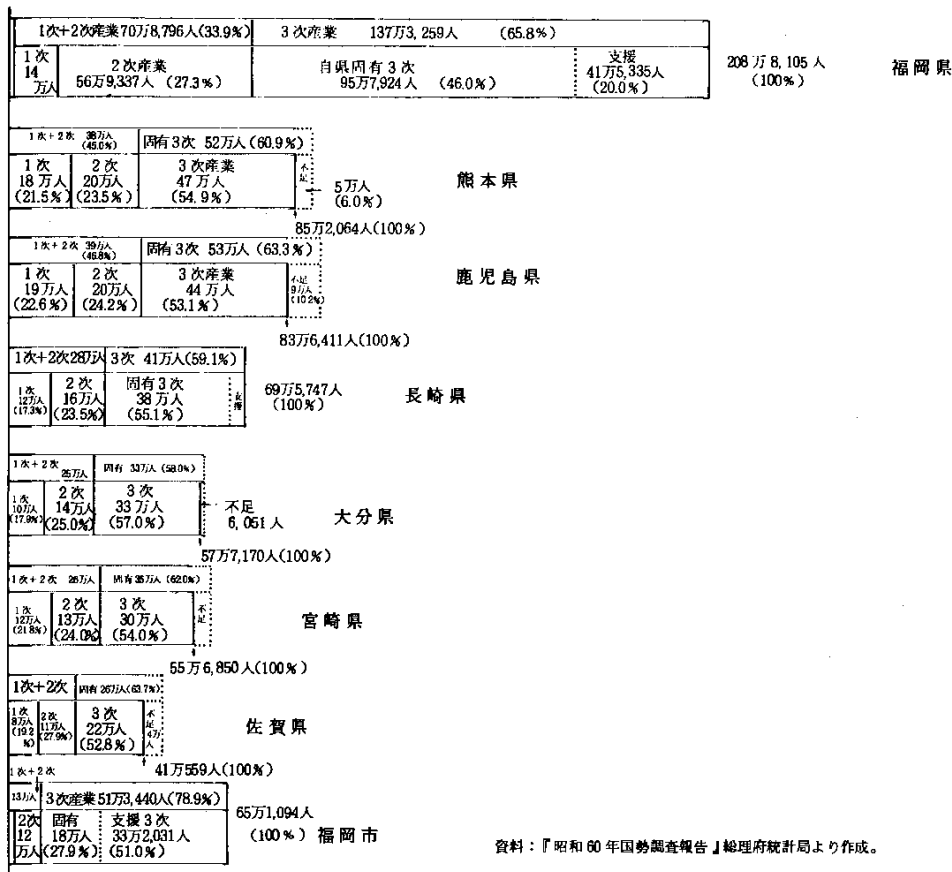 1次+2次産業70万8,796人(33.9%) 3次産業 137万3,259人 (65.8%)
1次 2次産業 自県固有3次 支援
14 56万9,337人 (27.3%) 95万7,924人 (46.0%) 41万5,335人
万人 (20.0%)
208万8,105人 福岡県
(100%)
1次+2次 38万人 固有3次 52万人(60.9%)
(45.0%)
1次 2次 3次産業 不足
18万人 20万人 47万人 5万人
(21.5%) (23.5%) (54.9%) (6.0%)
熊本県
85万2,064人(100%)
1次+2次 39万人 固有3次 53万人(63.3%)
(46.8%)
1次 2次 3次産業 不足
19万人 20万人 44万人 9万人
(22.6%) (24.2%) (53.1%) (10.2%)
鹿児島県
83万6,411人(100%)
1次+2次28万人 3次 41万人(59.1%)
1次 2次 固有3次 支援
12万人 16万人 38万人
(17.3%) (23.5%) (55.1%)
69万5,747人 長崎県
(100%)
1次+2次 固有 33万人(58.0%)
25万人
1次 2次 3次 不足
10万人 14万人 33万人 6,051人
(17.9%) (25.0%) (57.0%)
大分県
57万7,170人(100%)
1次+2次 26万人 固有35万人(62.0%)
1次 2次 3次 不足
12万人 13万人 30万人
(21.8%) (24.0%) (54.0%)
宮崎県
55万6,850人(100%)
1次+2次 固有26万人(63.7%)
1次 2次 3次 不足4万人
8万人 11万人 22万人
(19.2%) (27.9%) (52.8%)
佐賀県
41万559人(100%)
1次+2次
13万人 3次産業51万3,440人(78.9%)
2次 固有 支援3次
12 18万人 33万2,031人
万人 (27.9%) (51.0%)
65万1,094人
(100%) 福岡市
資料:『昭和60年国勢調査報告』総理府統計局より作成。